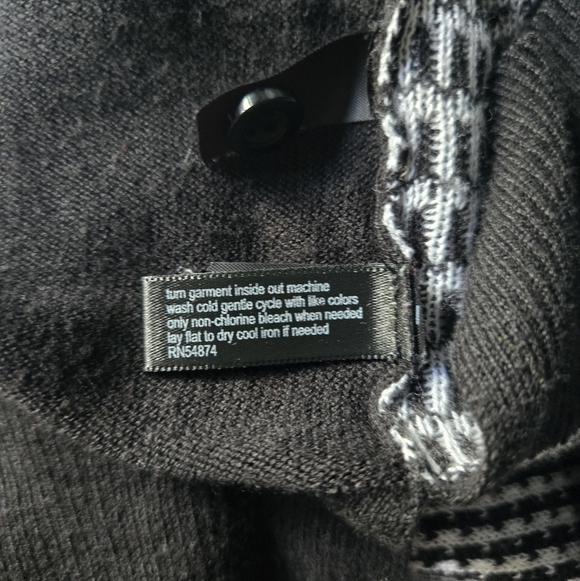 turn garment inside out machine
wash cold gentle cycle with like colors
only non-chlorine bleach when needed
lay flat to dry cool iron if needed
RN54874